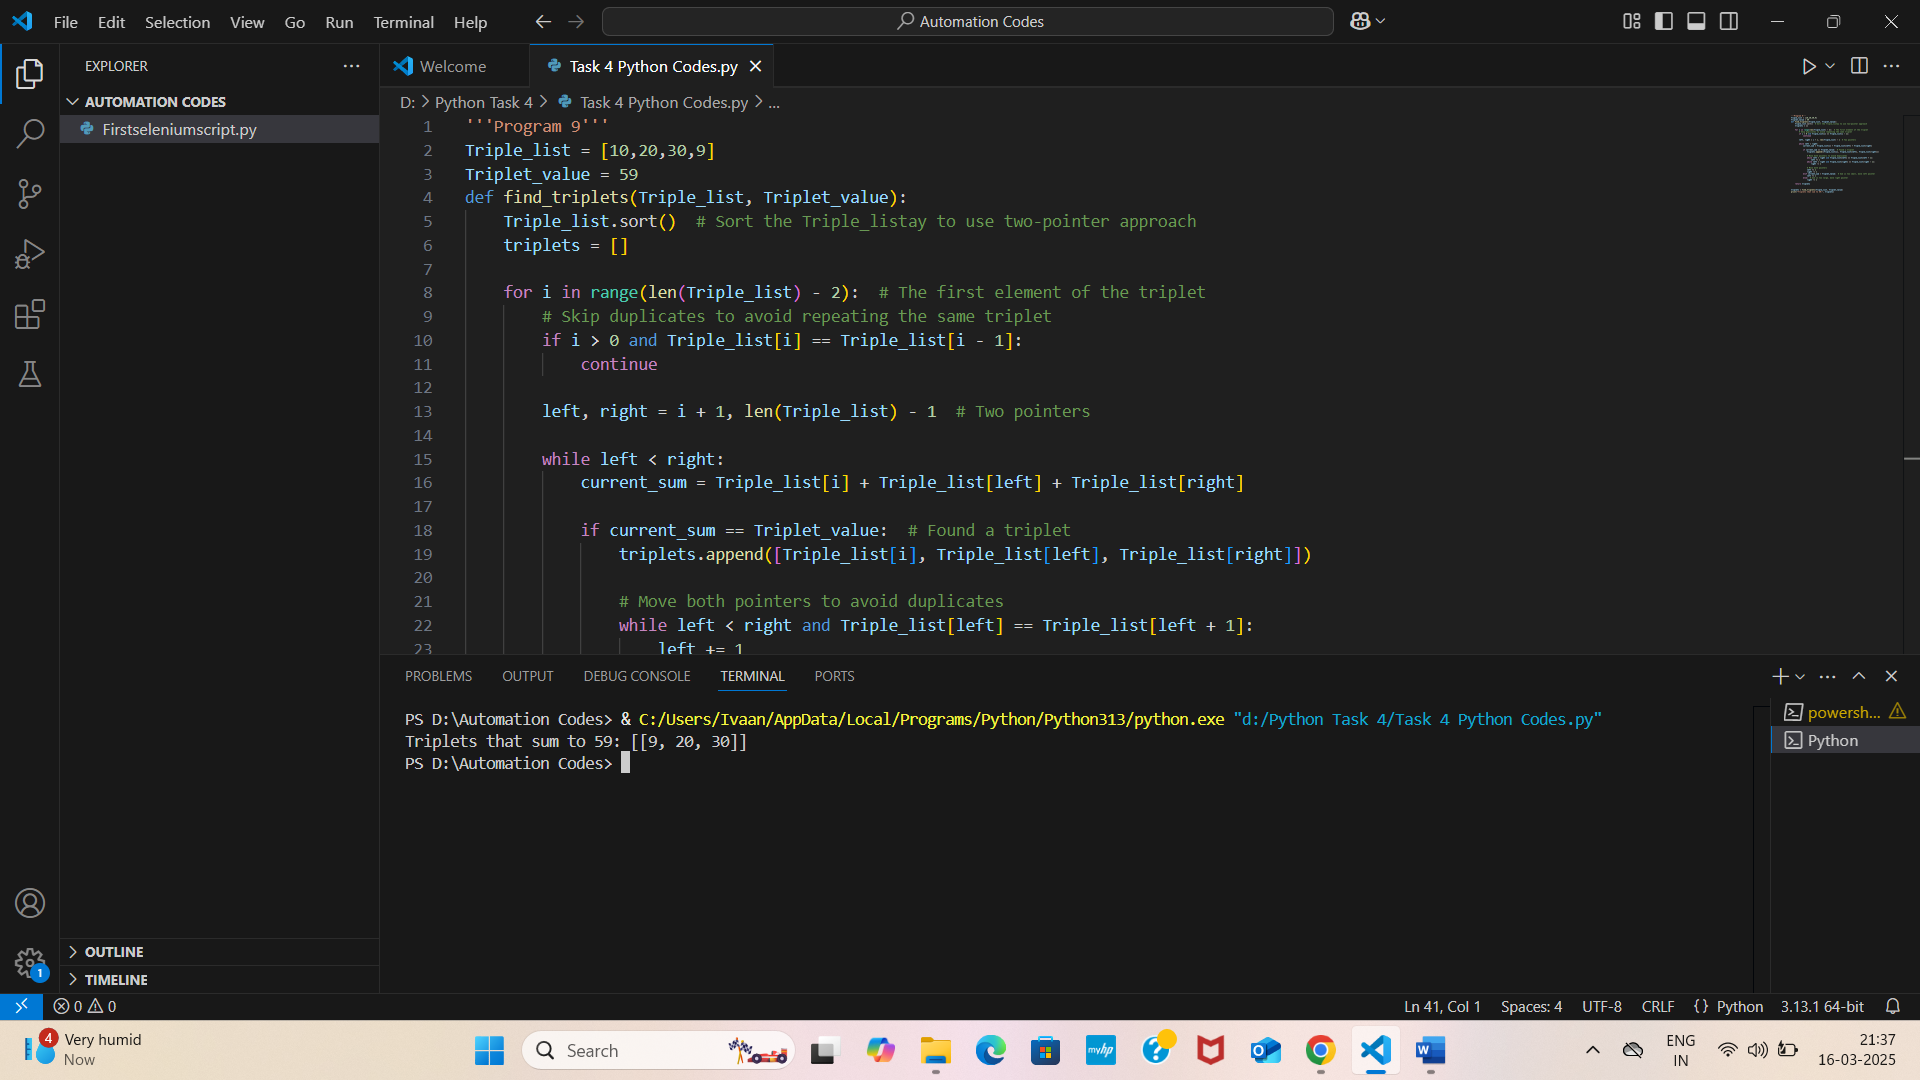 File Edit Selection View Go Run Terminal Help
Automation Codes
EXPLORER
AUTOMATION CODES
Firstseleniumscript.py
OUTLINE
TIMELINE
Welcome
Task 4 Python Codes.py
D: > Python Task 4 > Task 4 Python Codes.py > ...
1 '''Program 9'''
2 Triple_list = [10,20,30,9]
3 Triplet_value = 59
4 def find_triplets(Triple_list, Triplet_value):
5 Triple_list.sort()  # Sort the Triple_listay to use two-pointer approach
6 triplets = []
7
8 for i in range(len(Triple_list) - 2):  # The first element of the triplet
9 # Skip duplicates to avoid repeating the same triplet
10 if i > 0 and Triple_list[i] == Triple_list[i - 1]:
11 continue
12
13 left, right = i + 1, len(Triple_list) - 1  # Two pointers
14
15 while left < right:
16 current_sum = Triple_list[i] + Triple_list[left] + Triple_list[right]
17
18 if current_sum == Triplet_value:  # Found a triplet
19 triplets.append([Triple_list[i], Triple_list[left], Triple_list[right]])
20
21 # Move both pointers to avoid duplicates
22 while left < right and Triple_list[left] == Triple_list[left + 1]:
23 left += 1
PROBLEMS OUTPUT DEBUG CONSOLE TERMINAL PORTS
PS D:\Automation Codes> & C:/Users/Ivaan/AppData/Local/Programs/Python/Python313/python.exe "d:/Python Task 4/Task 4 Python Codes.py"
Triplets that sum to 59: [[9, 20, 30]]
PS D:\Automation Codes>
powersh...
Python
1
0 0
Ln 41, Col 1 Spaces: 4 UTF-8 CRLF {} Python 3.13.1 64-bit
4
Very humid
Now
Search
myhp
ENG
IN
21:37
16-03-2025